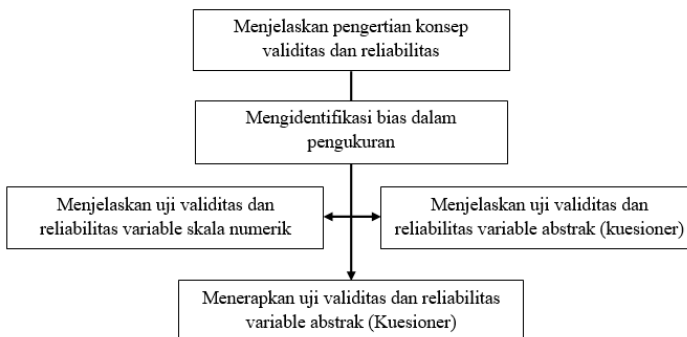 Menjelaskan pengertian konsep
validitas dan reliabilitas
Mengidentifikasi bias dalam
pengukuran
Menjelaskan uji validitas dan
reliabilitas variable skala numerik
Menjelaskan uji validitas dan
reliabilitas variable abstrak (kuesioner)
Menerapkan uji validitas dan reliabilitas
variable abstrak (Kuesioner)